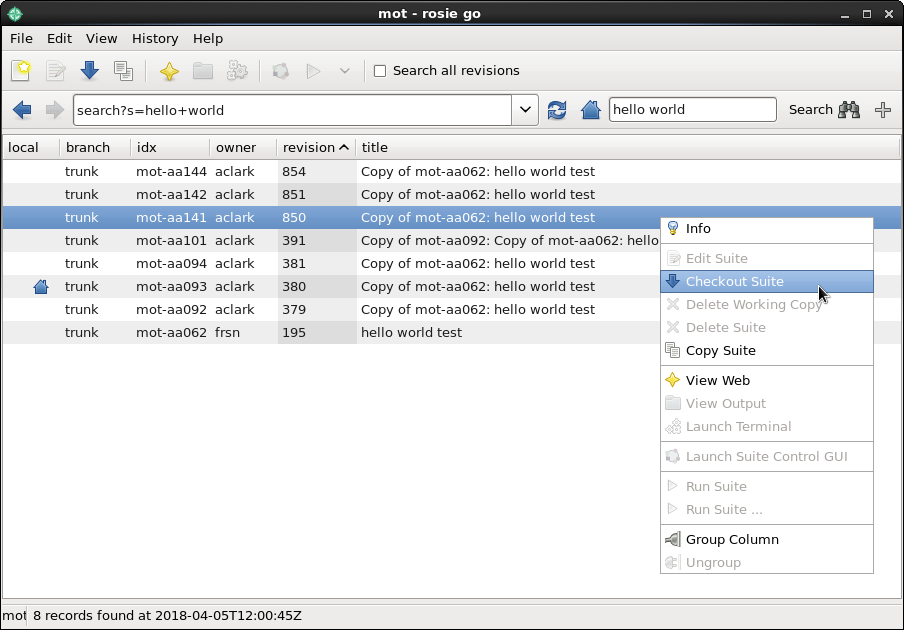 mot - rosie go
File Edit View History Help
Search all revisions
search?s=hello+world hello world Search
local branch idx owner revision title
trunk mot-aa144 aclark 854 Copy of mot-aa062: hello world test
trunk mot-aa142 aclark 851 Copy of mot-aa062: hello world test
trunk mot-aa141 aclark 850 Copy of mot-aa062: hello world test
trunk mot-aa101 aclark 391 Copy of mot-aa092: Copy of mot-aa062: hello
trunk mot-aa094 aclark 381 Copy of mot-aa062: hello world test
trunk mot-aa093 aclark 380 Copy of mot-aa062: hello world test
trunk mot-aa092 aclark 379 Copy of mot-aa062: hello world test
trunk mot-aa062 frsn 195 hello world test
Info
Edit Suite
Checkout Suite
Delete Working Copy
Delete Suite
Copy Suite
View Web
View Output
Launch Terminal
Launch Suite Control GUI
Run Suite
Run Suite ...
Group Column
Ungroup
mot 8 records found at 2018-04-05T12:00:45Z